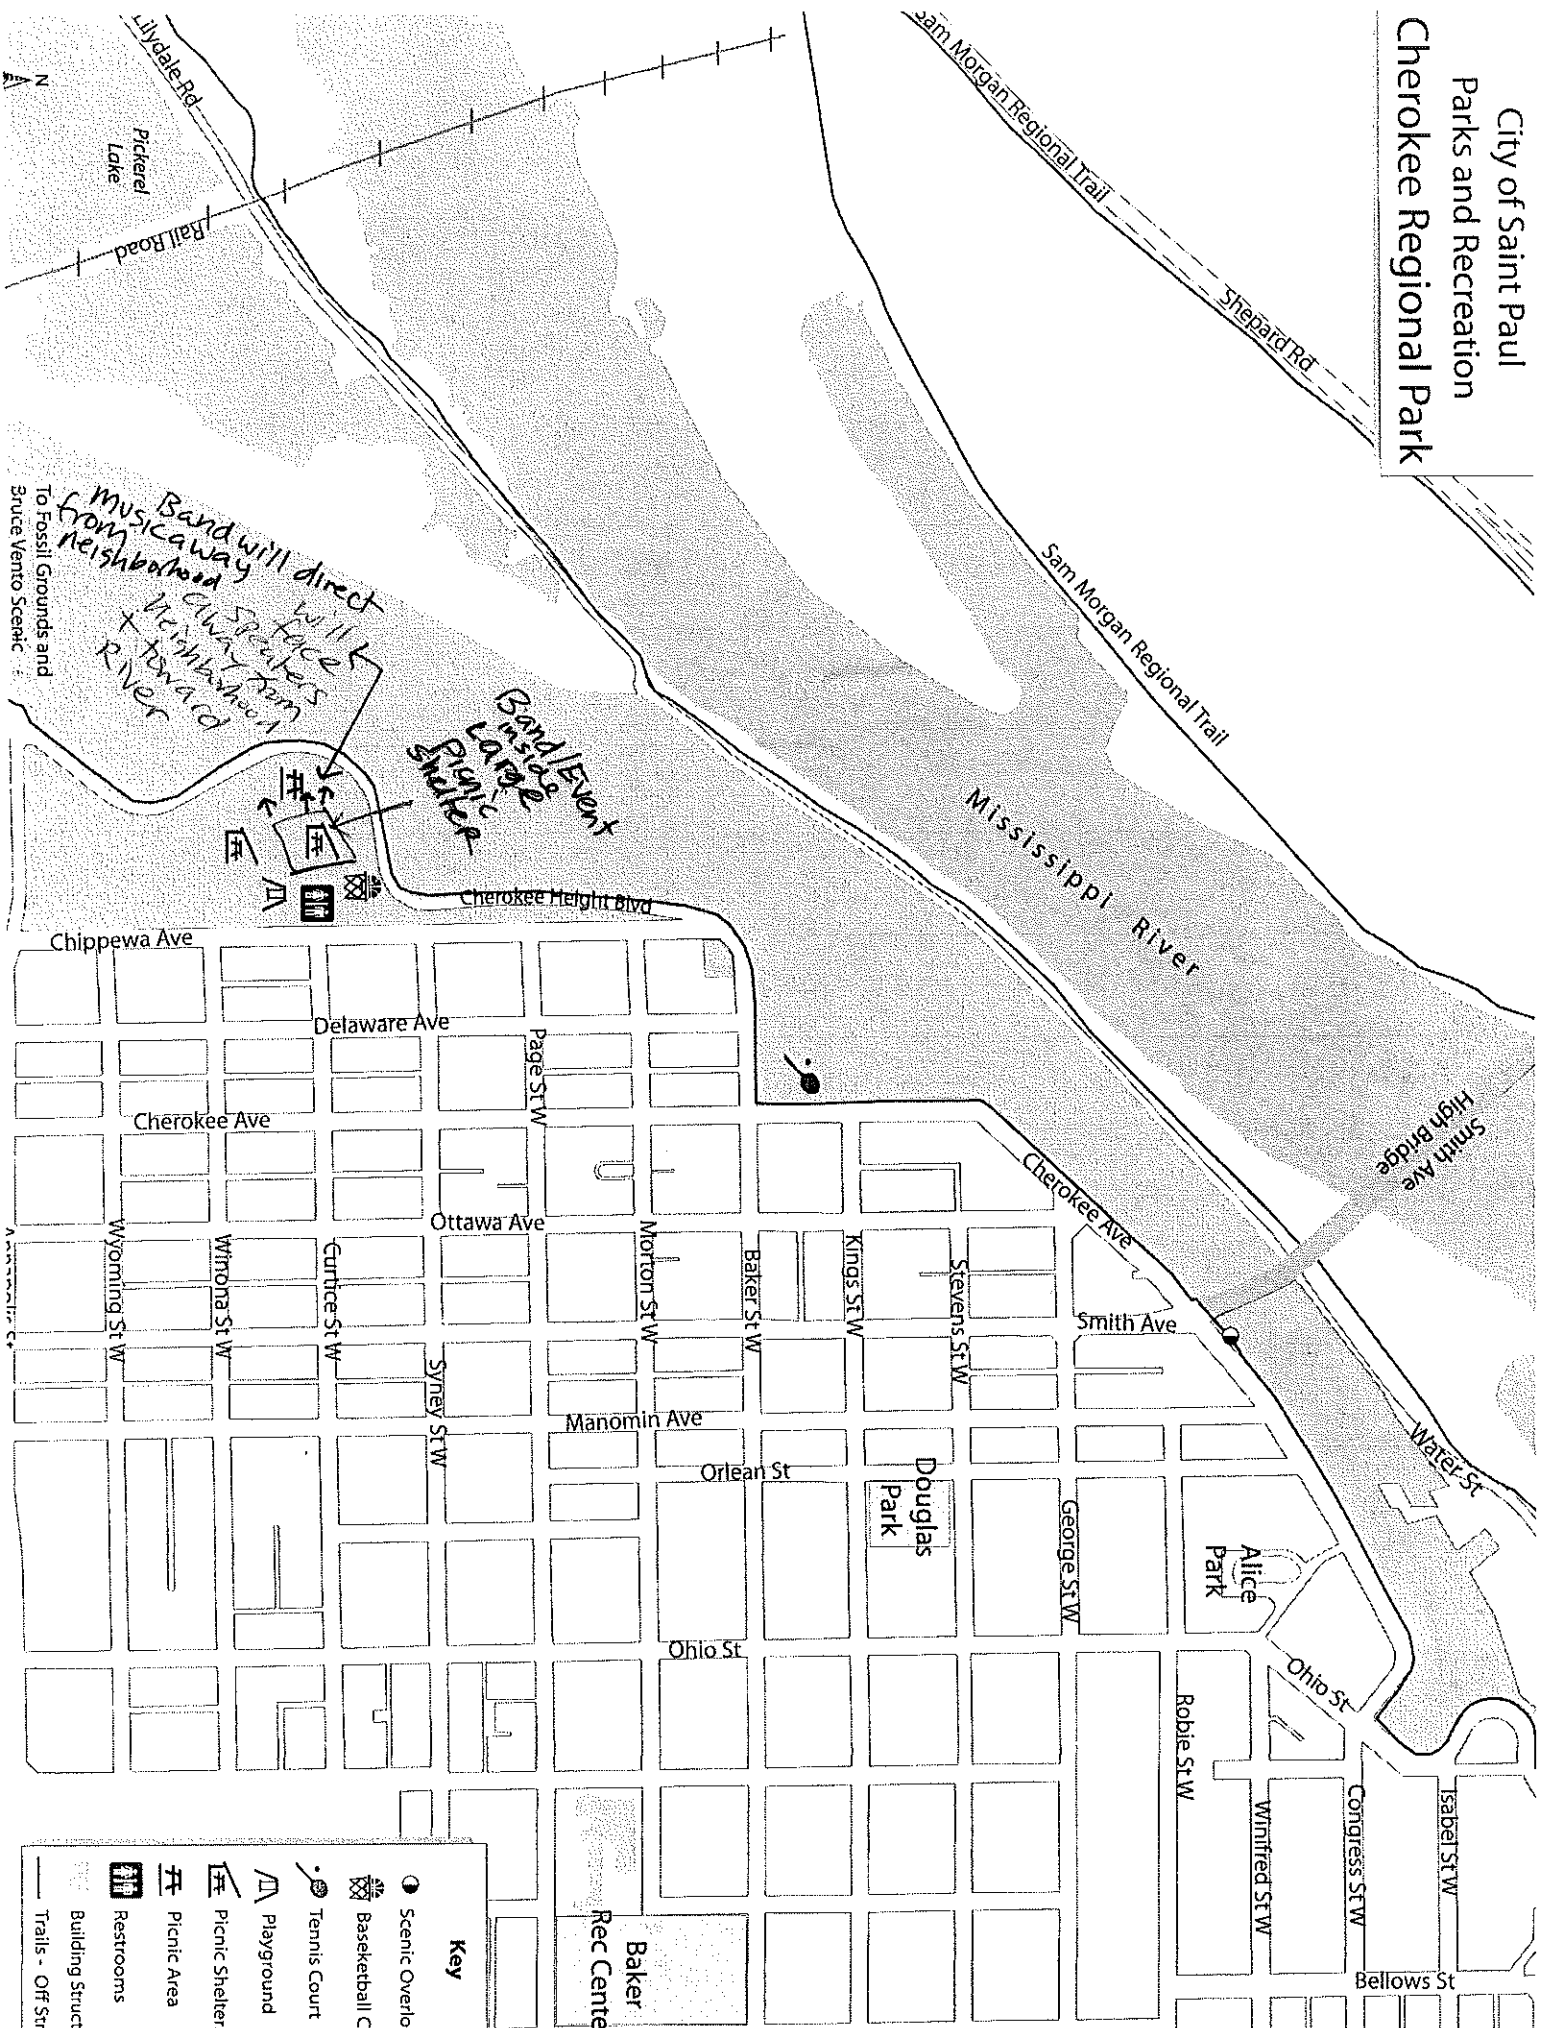 City of Saint Paul
Parks and Recreation
Cherokee Regional Park
Sam Morgan Regional Trail
Shepard Rd
Sam Morgan Regional Trail
Lilydale Rd
N
Pickerel
Lake
Rail Road
Mississippi River
Smith Ave
High Bridge
Water St
To Fossil Grounds and
Bruce Vento Scenic
Band will direct
music away
from
neighborhood
will
face
speakers
away from
neighborhood
x toward
River
Band/Event
inside
Large
Picnic
Shelter
Cherokee Height Blvd
Chippewa Ave
Delaware Ave
Page St W
Cherokee Ave
Cherokee Ave
Ottawa Ave
Wyoming St W
Winona St W
Curtice St W
Syney St W
Morton St W
Baker St W
Kings St W
Stevens St W
Smith Ave
Manomin Ave
Orlean St
Douglas
Park
George St W
Alice
Park
Ohio St
Ohio St
Robie St W
Winifred St W
Congress St W
Isabel St W
Bellows St
Baker
Rec Cente
Key
Scenic Overlo
Baseketball C
Tennis Court
Playground
Picnic Shelter
Picnic Area
Restrooms
Building Struct
Trails - Off Str